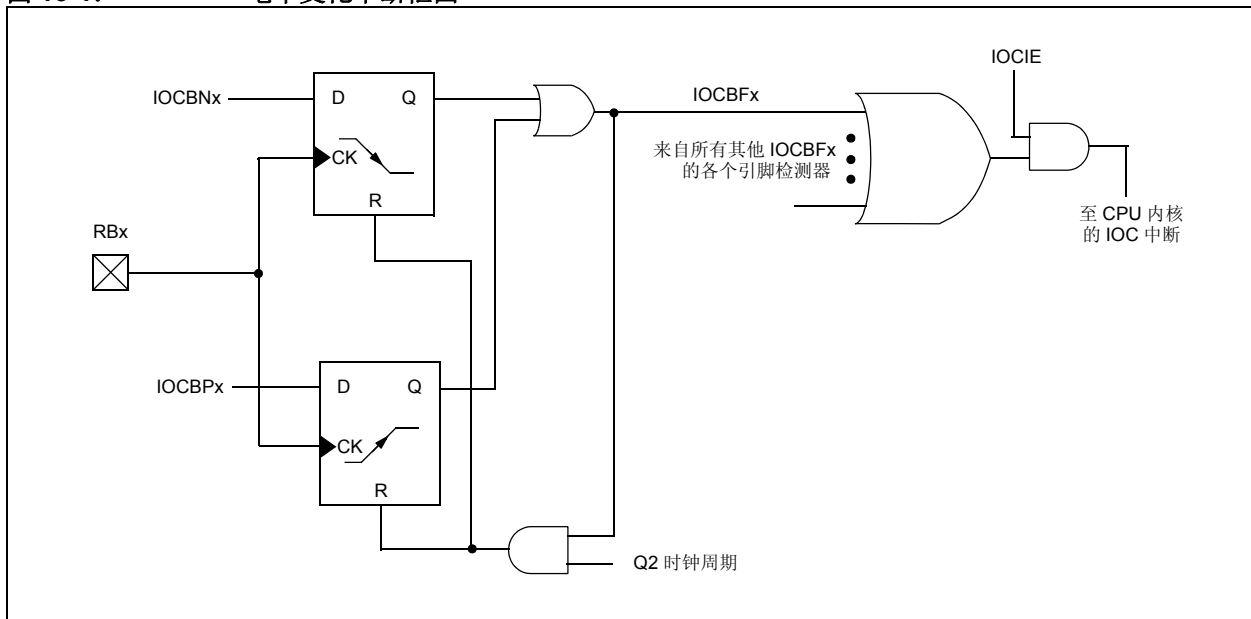 IOCIE
IOCBNx
D
Q
IOCBFx
CK
来自所有其他 IOCBFx
的各个引脚检测器
R
至 CPU 内核
的 IOC 中断
RBx
IOCBPx
D
Q
CK
R
Q2 时钟周期